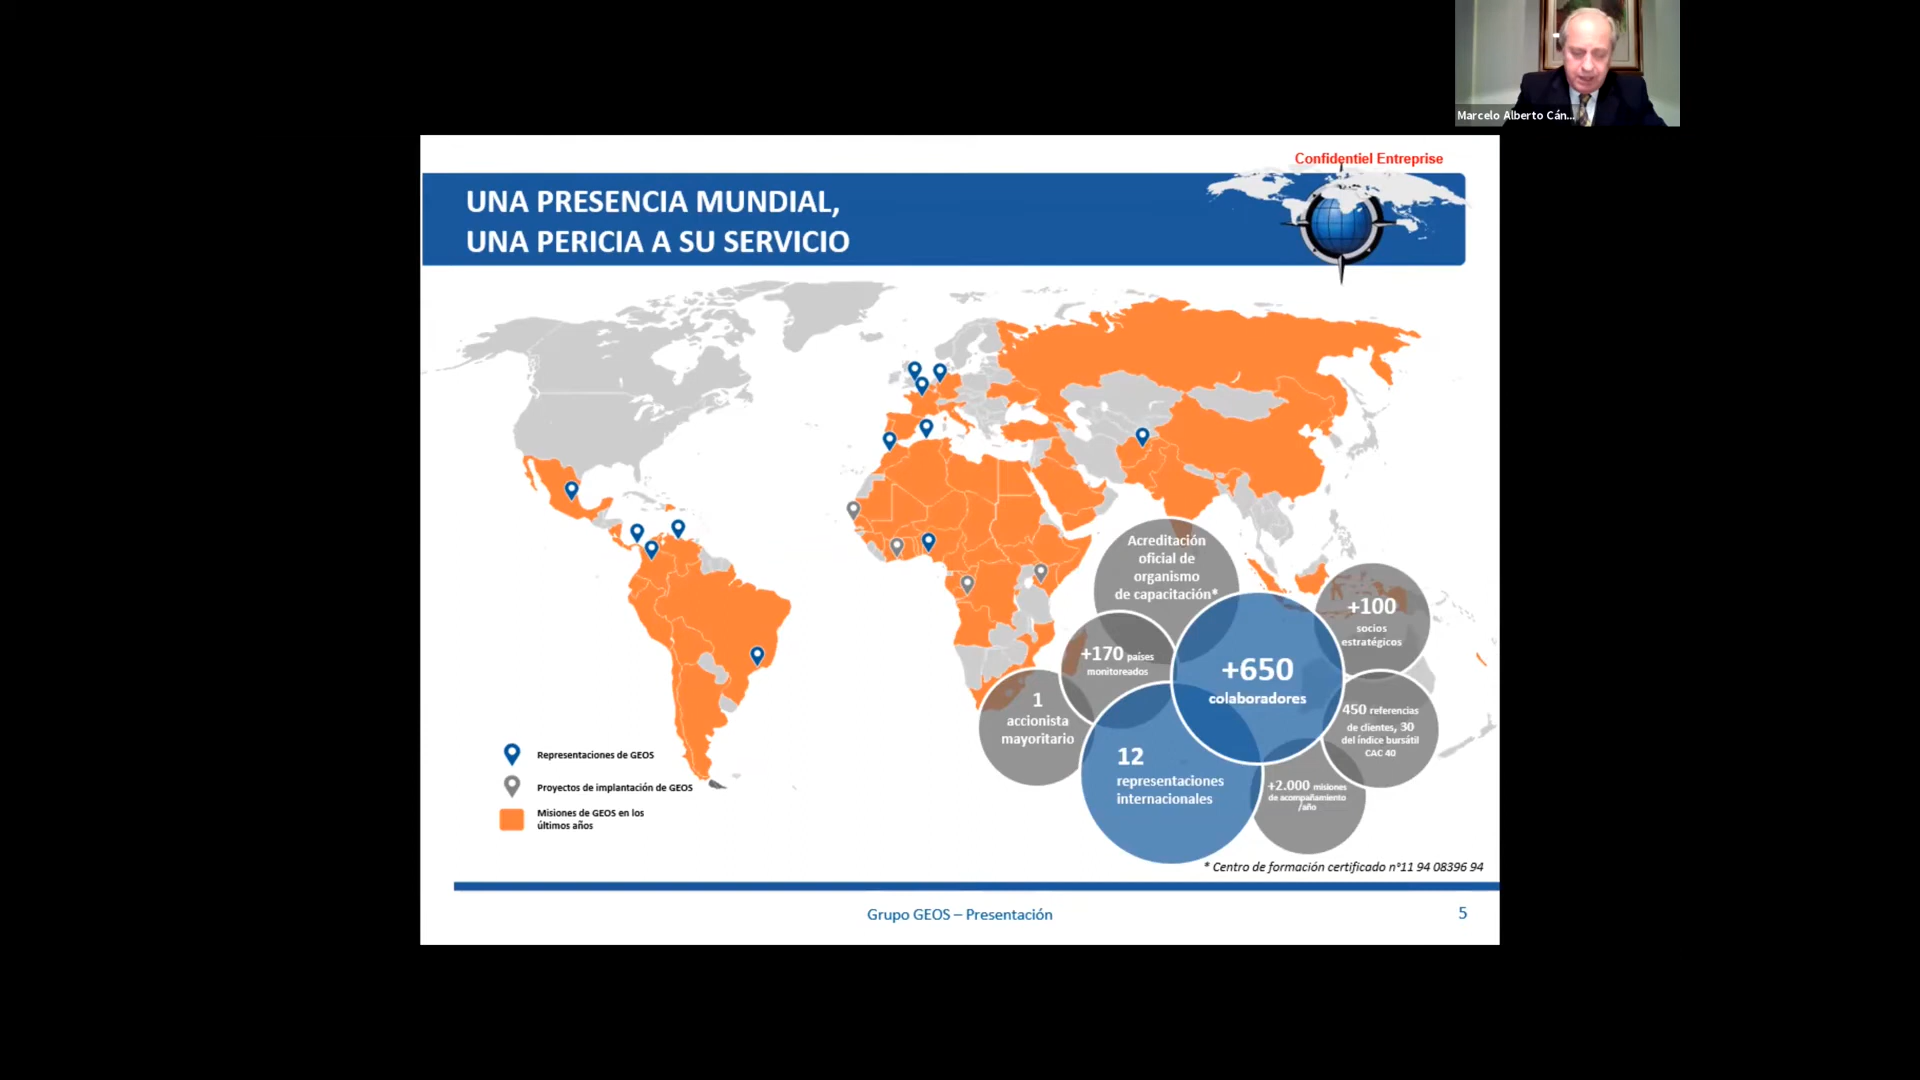 Marcelo Alberto Cán...
Confidentiel Entreprise
UNA PRESENCIA MUNDIAL,
UNA PERICIA A SU SERVICIO
Acreditación
oficial de
organismo
de capacitación*
+100
socios
estratégicos
+170 países
monitoreados
+650
colaboradores
1
accionista
mayoritario
450 referencias
de clientes, 30
del índice bursátil
CAC 40
12
representaciones
internacionales
+2.000 misiones
de acompañamiento
/año
Representaciones de GEOS
Proyectos de implantación de GEOS
Misiones de GEOS en los
últimos años
* Centro de formación certificado n°11 94 08396 94
Grupo GEOS – Presentación
5